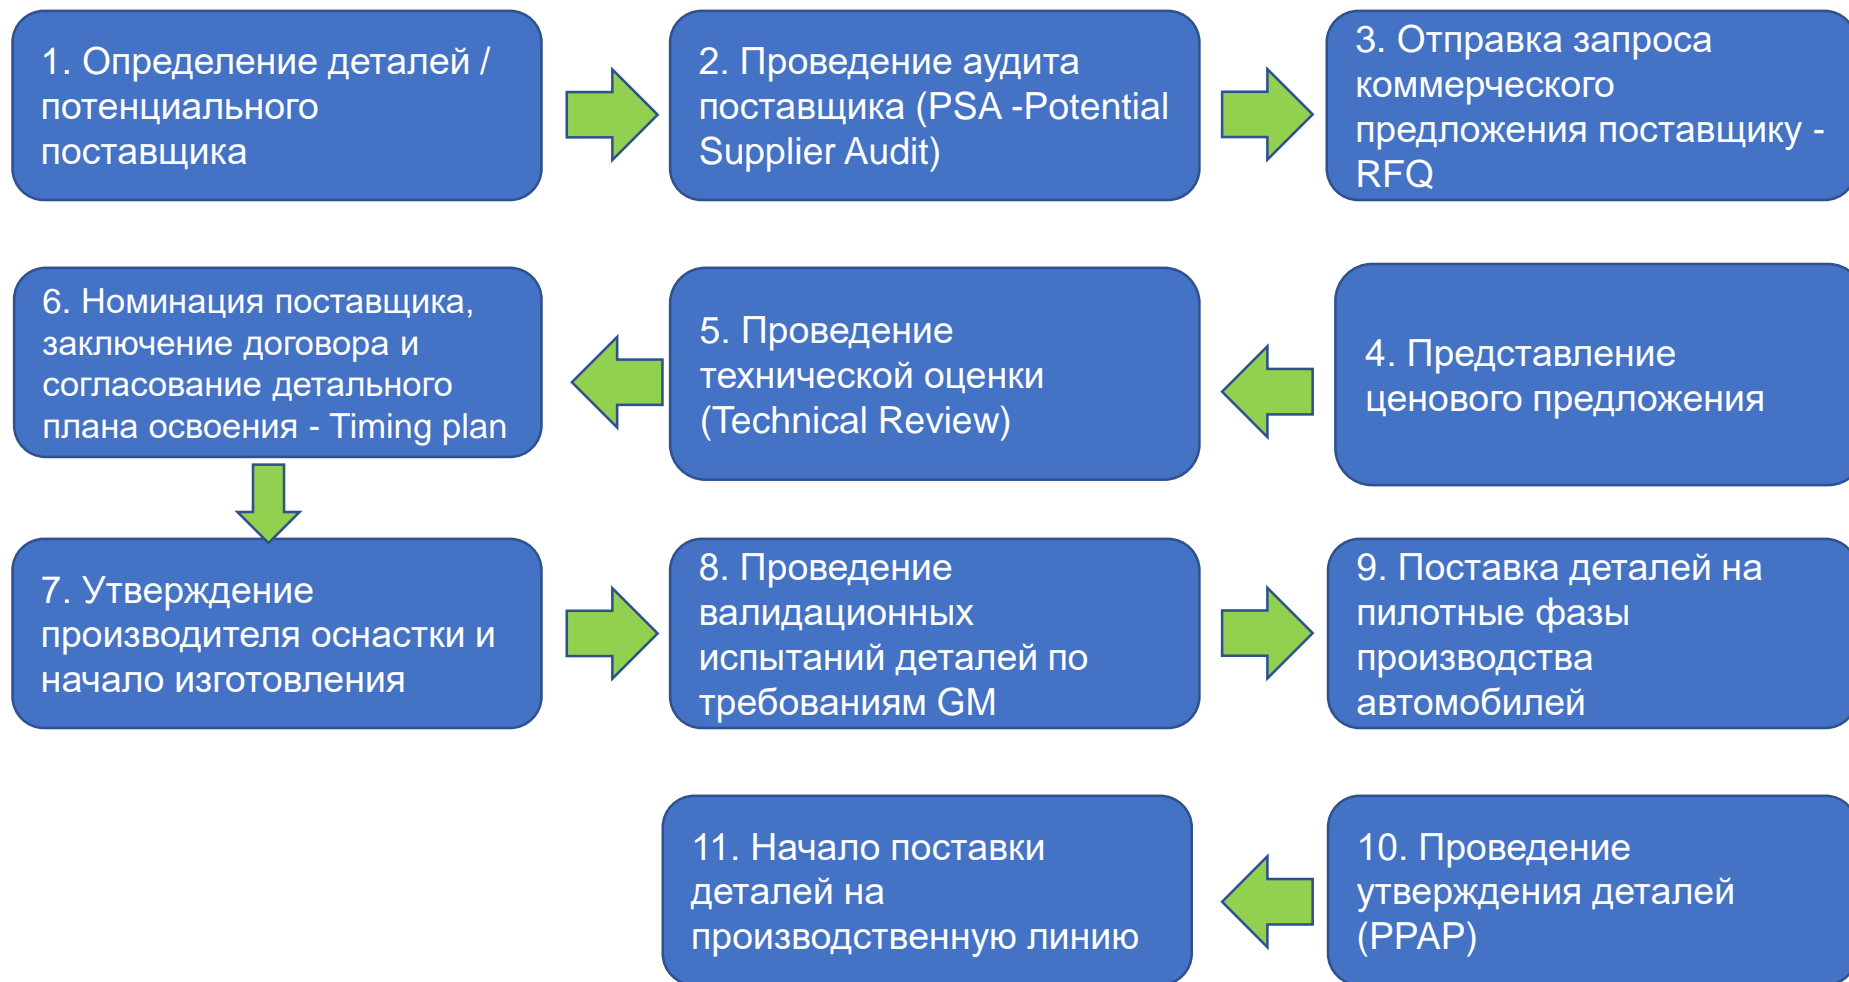 1. Определение деталей /
потенциального
поставщика
2. Проведение аудита
поставщика (PSA -Potential
Supplier Audit)
3. Отправка запроса
коммерческого
предложения поставщику -
RFQ
4. Представление
ценового предложения
5. Проведение
технической оценки
(Technical Review)
6. Номинация поставщика,
заключение договора и
согласование детального
плана освоения - Timing plan
7. Утверждение
производителя оснастки и
начало изготовления
8. Проведение
валидационных
испытаний деталей по
требованиям GM
9. Поставка деталей на
пилотные фазы
производства
автомобилей
10. Проведение
утверждения деталей
(PPAP)
11. Начало поставки
деталей на
производственную линию